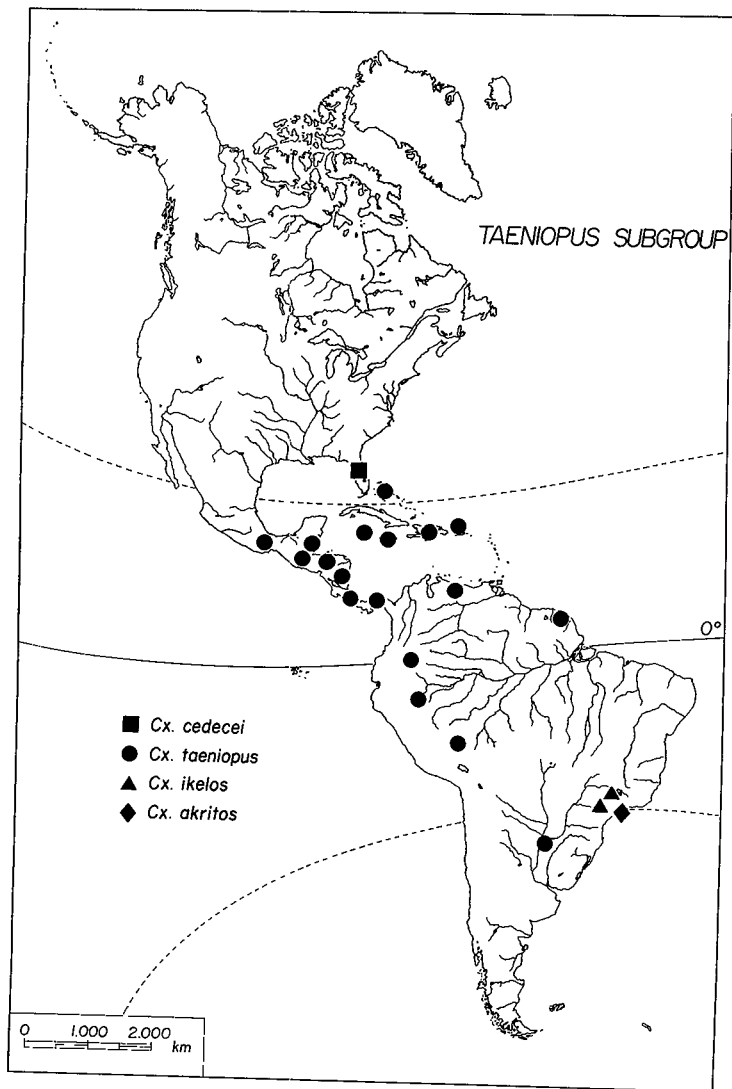 TAENIOPUS SUBGROUP
0°
Cx. cedecei
Cx. taeniopus
Cx. ikelos
Cx. akritos
0 1.000 2.000
km